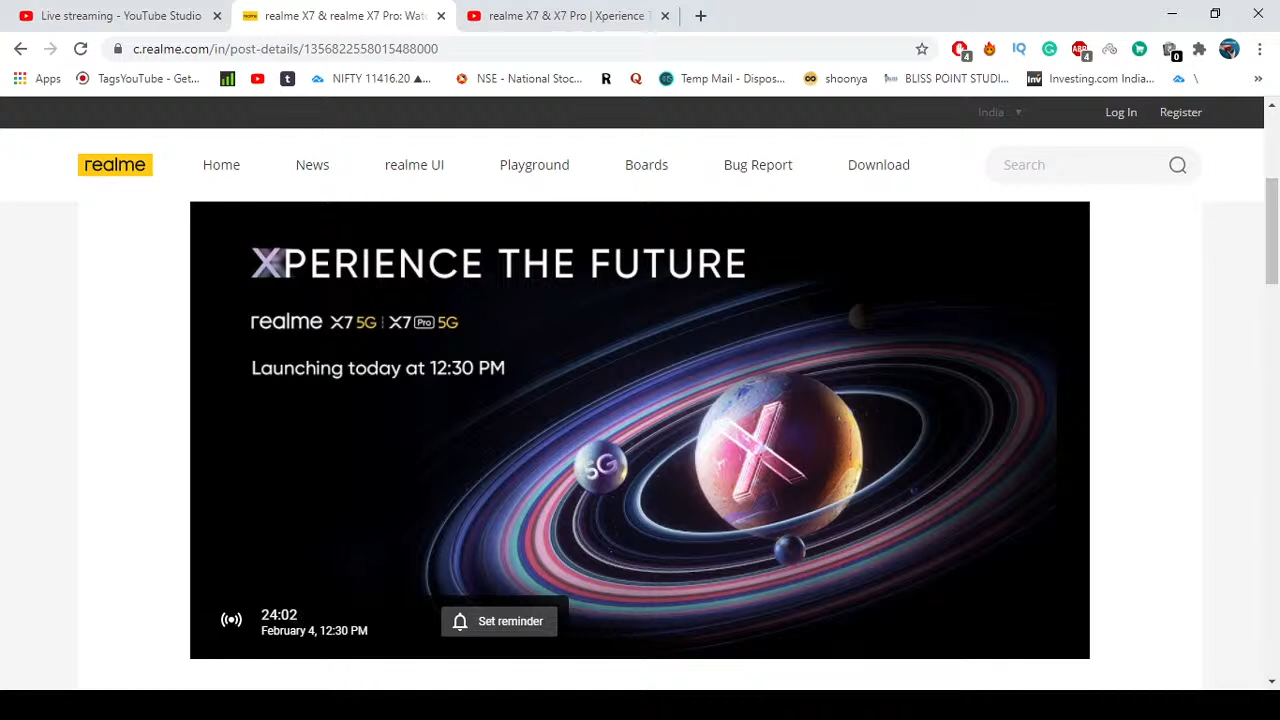 Live streaming - YouTube Studio
realme X7 & realme X7 Pro: Wat
realme X7 & X7 Pro | Xperience T
c.realme.com/in/post-details/1356822558015488000
4
4
0
Apps
TagsYouTube - Get...
NIFTY 11416.20 ▲...
NSE - National Stoc...
Temp Mail - Dispos...
shoonya
BLISS POINT STUDI...
Investing.com India...
\
India
Log In
Register
realme
Home
News
realme UI
Playground
Boards
Bug Report
Download
Search
XPERIENCE THE FUTURE
realme X7 5G | X7 Pro 5G
Launching today at 12:30 PM
5G
X
24:02
February 4, 12:30 PM
Set reminder